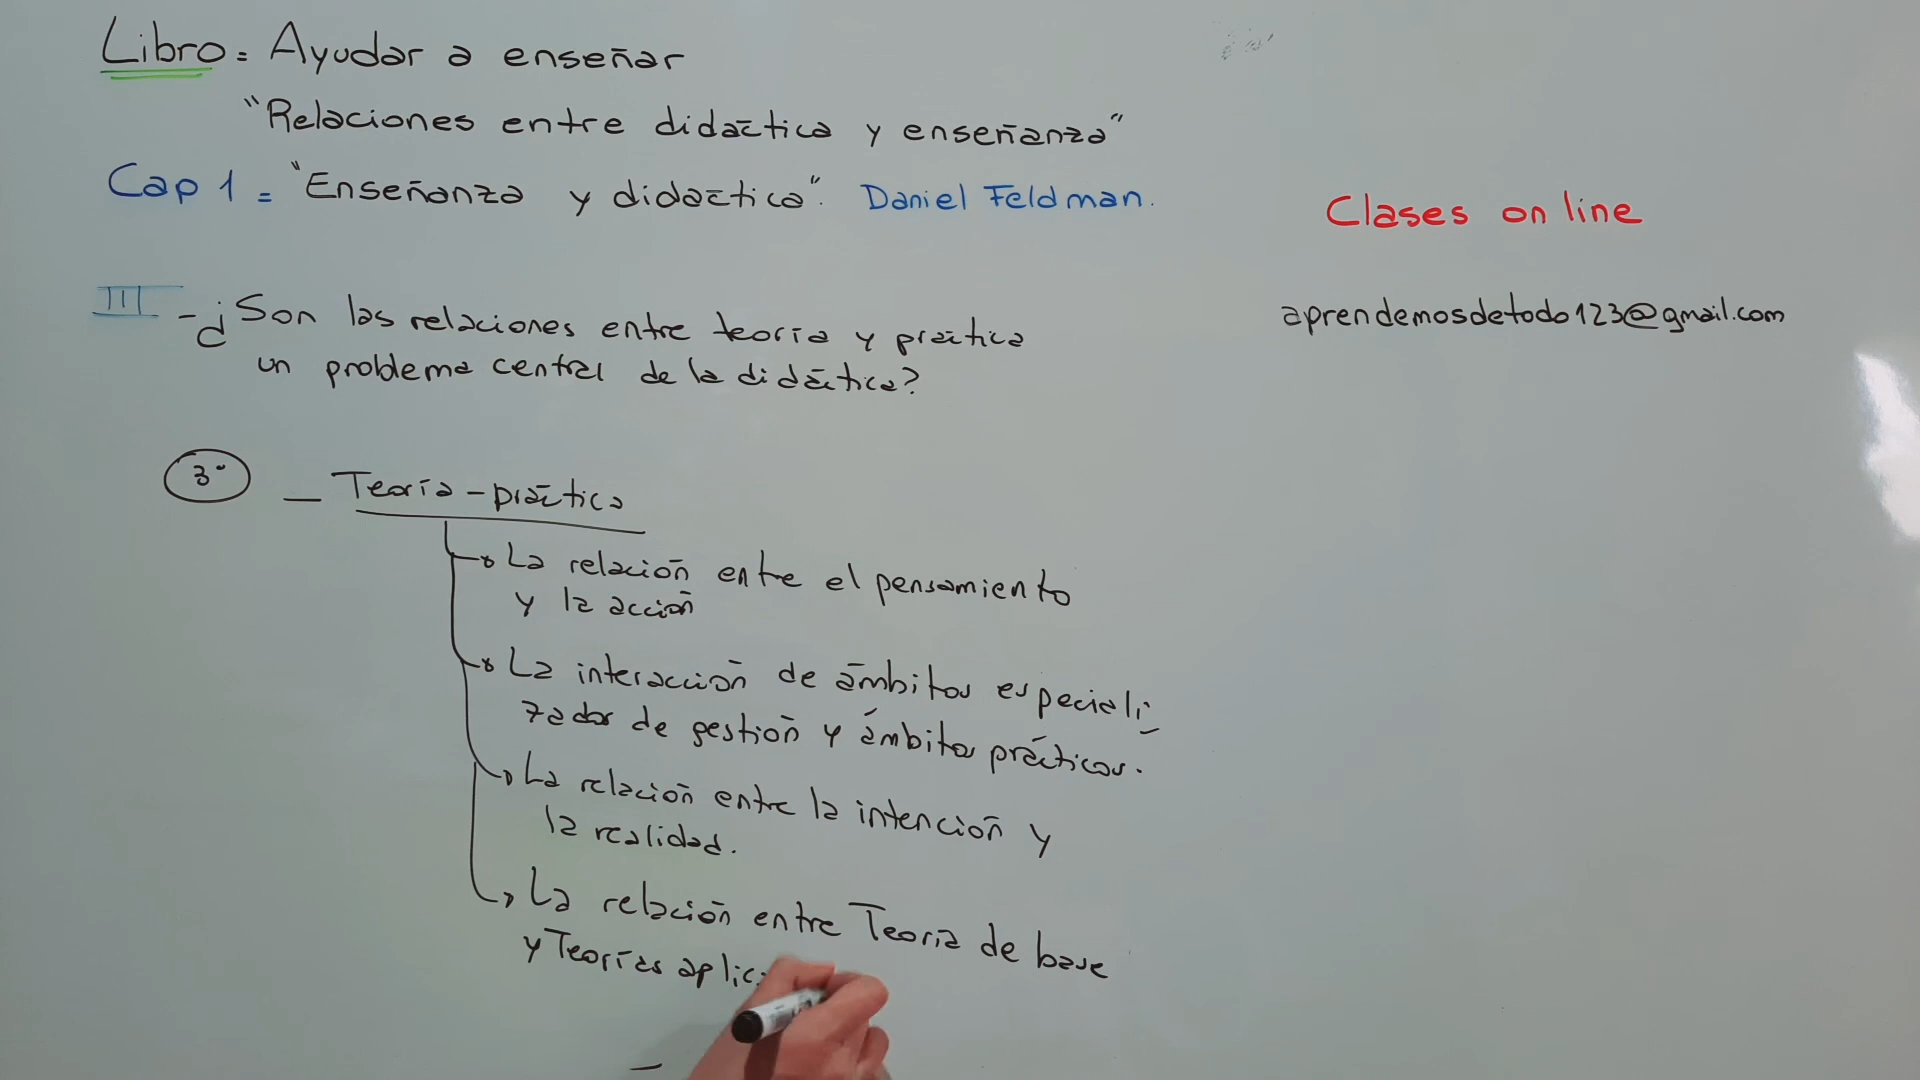 Libro = Ayudar a enseñar
"Relaciones entre didáctica y enseñanza"
Cap 1 = "Enseñanza y didáctica". Daniel Feldman.
Clases on line
aprendemosdetodo123@gmail.com
III - ¿Son las relaciones entre teoría y práctica
un problema central de la didáctica?
3° _ Teoría - práctica
La relación entre el pensamiento
y la acción
La interacción de ámbitos especiali_
zados de gestión y ámbitos prácticos.
La relación entre la intención y
la realidad.
La relación entre Teoría de base
y Teorías aplic